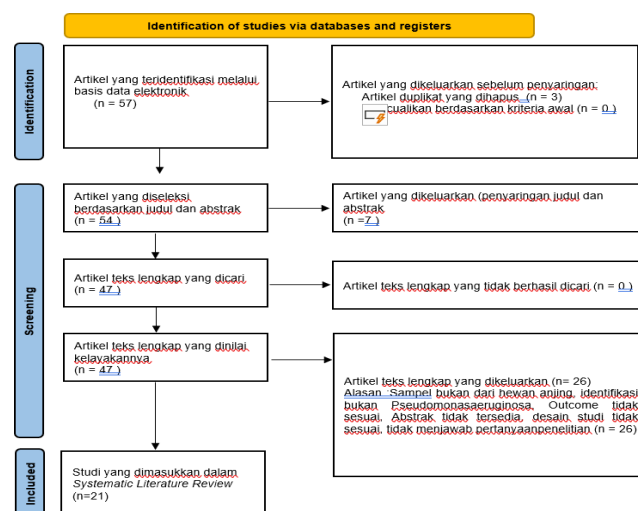 Identification of studies via databases and registers
Identification
Artikel yang teridentifikasi melalui
basis data elektronik
(n = 57)
Artikel yang dikeluarkan sebelum penyaringan:
Artikel duplikat yang dihapus (n = 3)
cualikan berdasarkan kriteria awal (n = 0 )
Screening
Artikel yang diseleksi
berdasarkan judul dan abstrak
(n = 54 )
Artikel yang dikeluarkan (penyaringan judul dan
abstrak
(n =7 )
Artikel teks lengkap yang dicari
(n = 47 )
Artikel teks lengkap yang tidak berhasil dicari (n = 0 )
Artikel teks lengkap yang dinilai
kelayakannya
(n = 47 )
Artikel teks lengkap yang dikeluarkan (n= 26)
Alasan :Sampel bukan dari hewan anjing, identifikasi
bukan Pseudomonasaeruginosa, Outcome tidak
sesuai, Abstrak tidak tersedia, desain studi tidak
sesuai, tidak menjawab pertanyaanpenelitian (n = 26)
Included
Studi yang dimasukkan dalam
Systematic Literature Review
(n=21)